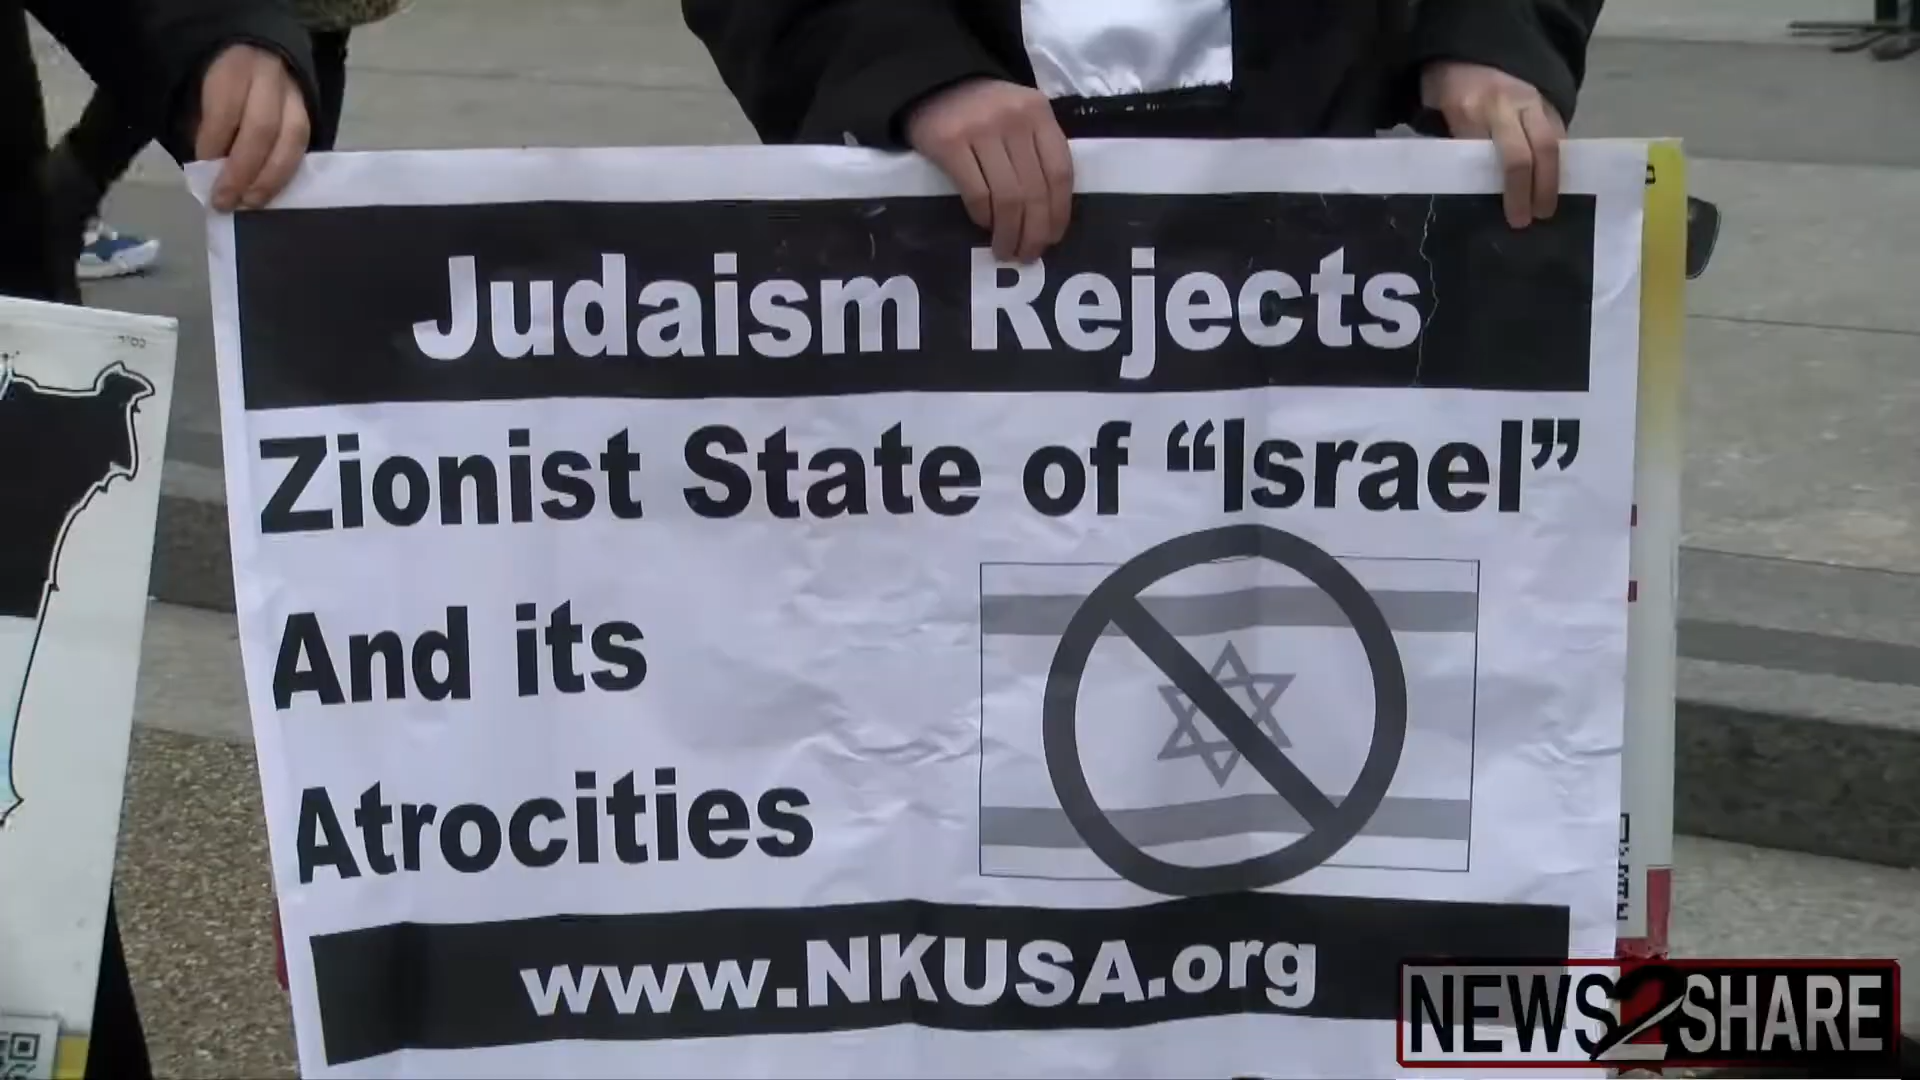 Judaism Rejects
Zionist State of “Israel”
And its
Atrocities
www.NKUSA.org
NEWS2SHARE